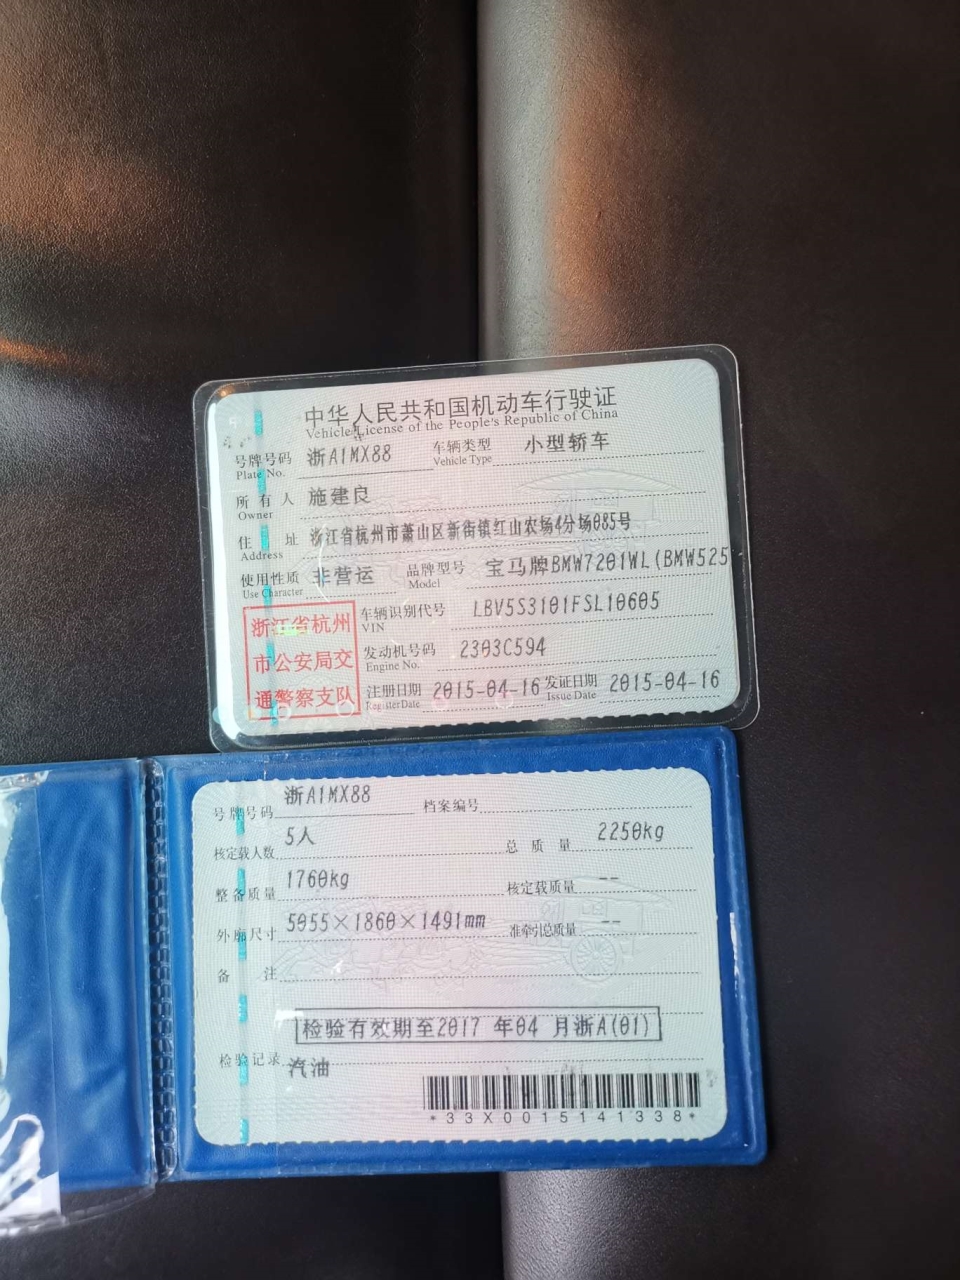 中华人民共和国机动车行驶证
Vehicle License of the People's Republic of China
号牌号码 浙A1MX88 车辆类型 小型轿车
Plate No. Vehicle Type
所有人 施建良
Owner
住址 浙江省杭州市萧山区新街镇红山农场4分场085号
Address
使用性质 非营运 品牌型号 宝马牌BMW7201WL(BMW525
Use Character Model
浙江省杭州
市公安局交
通警察支队
车辆识别代号 LBV5S3101FSL10605
VIN
发动机号码 2303C594
Engine No.
注册日期 2015-04-16 发证日期 2015-04-16
Register Date Issue Date
号牌号码 浙A1MX88 档案编号
核定载人数 5人 总质量 2250kg
整备质量 1760kg 核定载质量 --
外廓尺寸 5055×1860×1491mm 准牵引总质量 --
备注
检验有效期至2017 年04 月浙A(01)
检验记录 汽油
*33X0015141338*